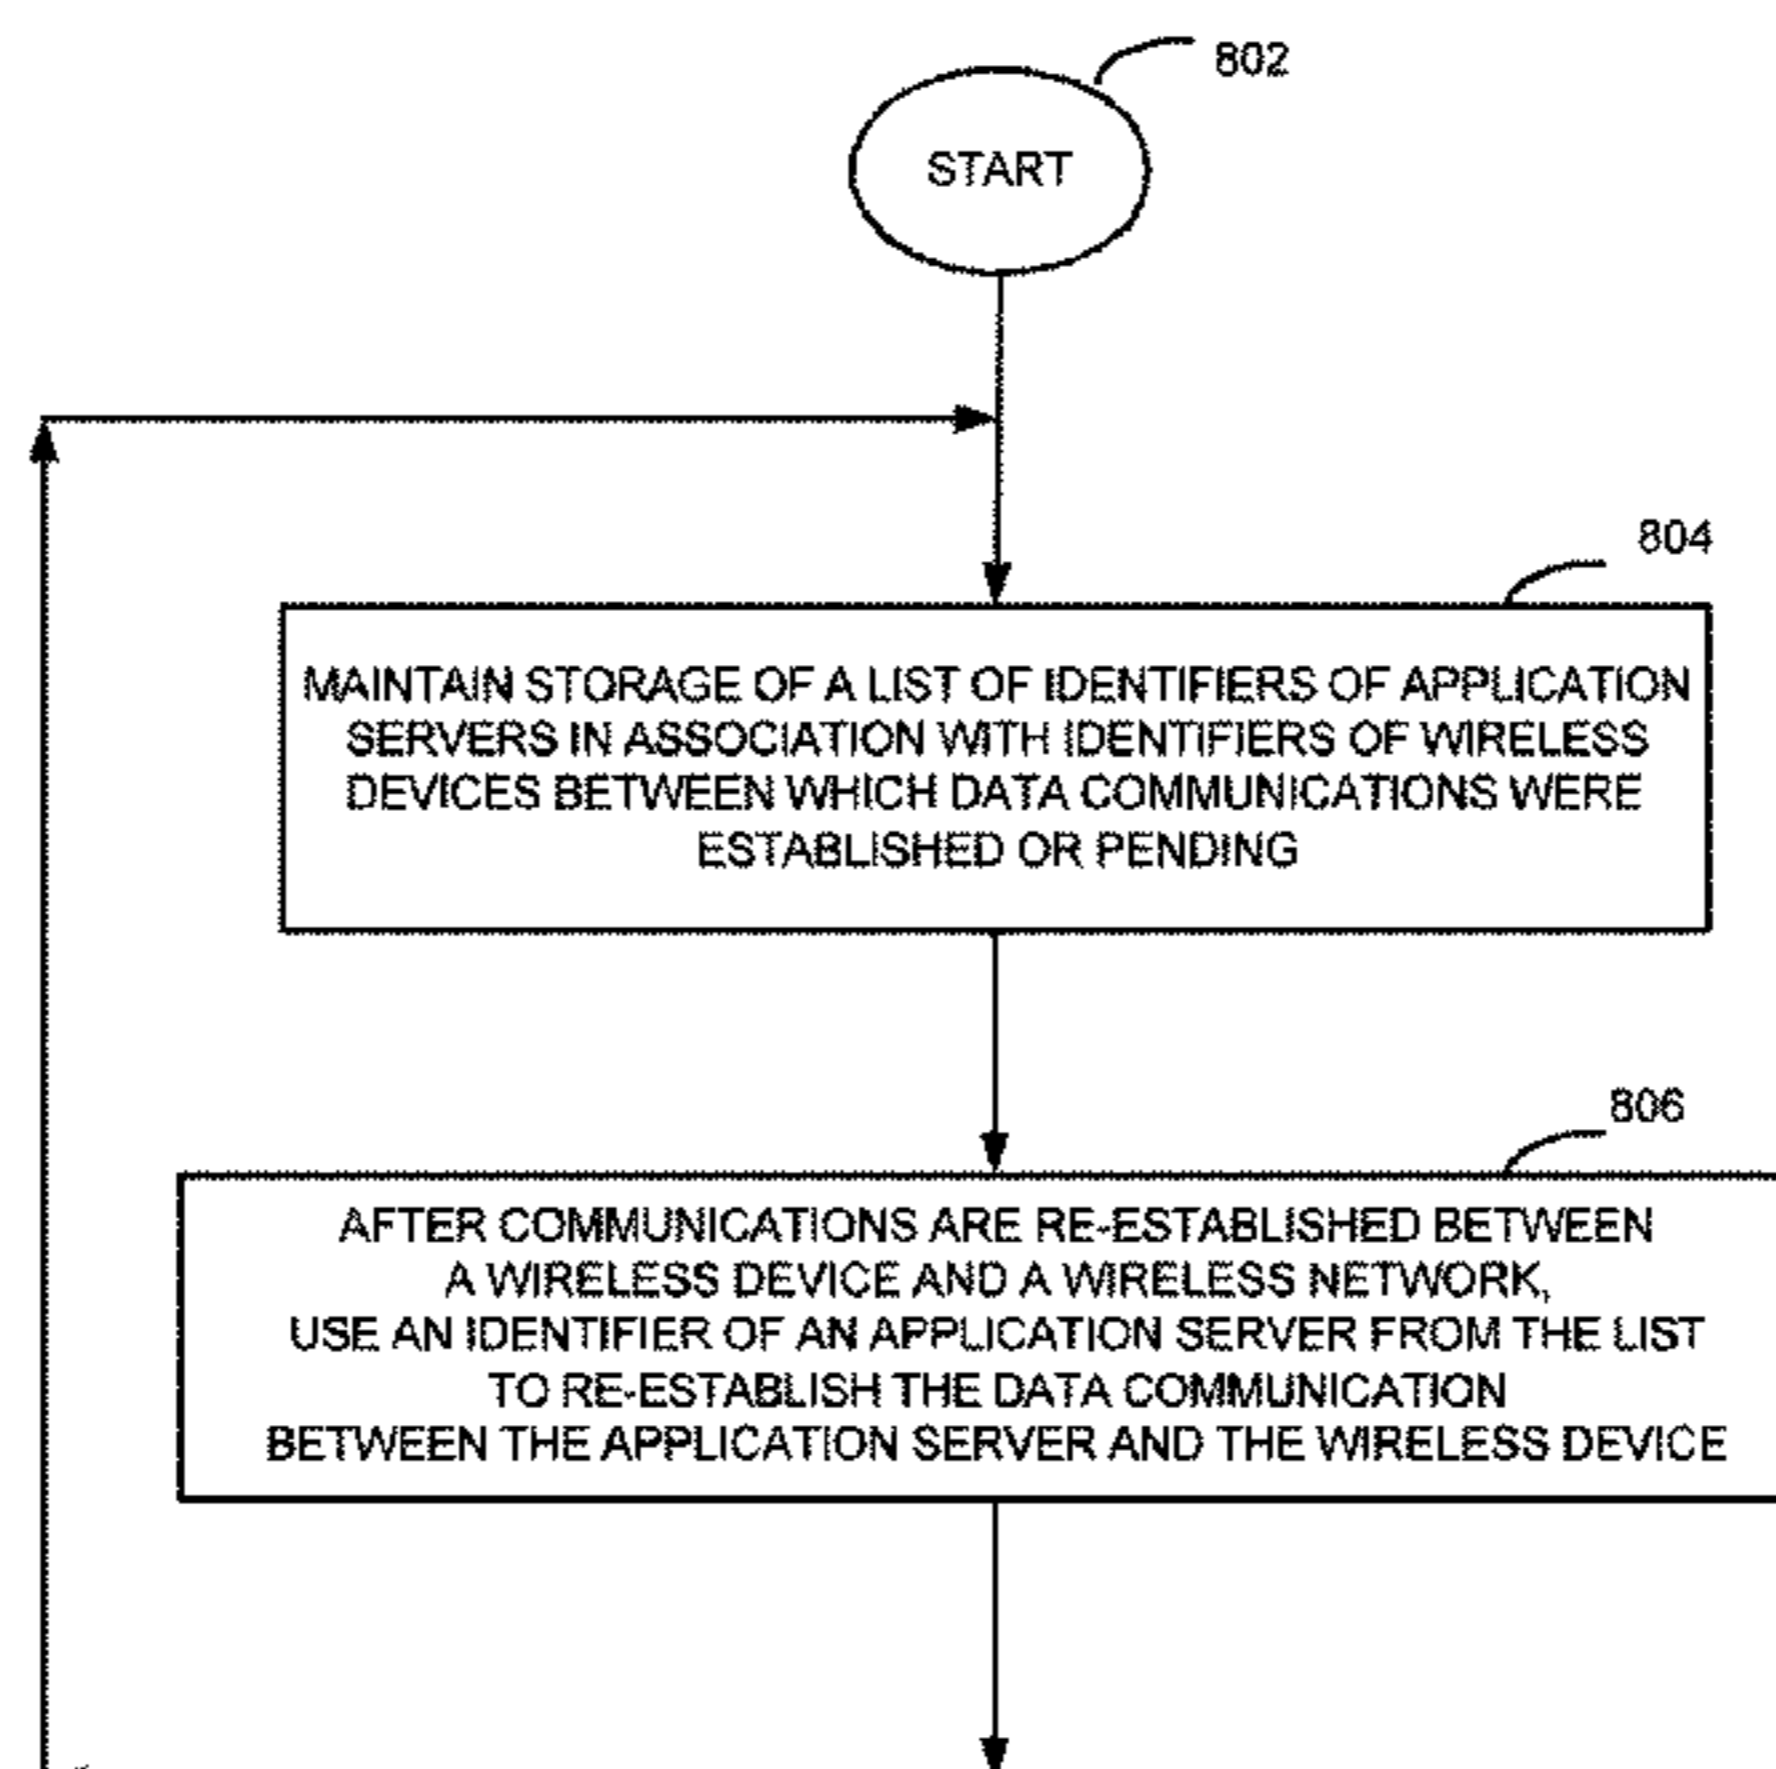 802
START
804
MAINTAIN STORAGE OF A LIST OF IDENTIFIERS OF APPLICATION
SERVERS IN ASSOCIATION WITH IDENTIFIERS OF WIRELESS
DEVICES BETWEEN WHICH DATA COMMUNICATIONS WERE
ESTABLISHED OR PENDING
806
AFTER COMMUNICATIONS ARE RE-ESTABLISHED BETWEEN
A WIRELESS DEVICE AND A WIRELESS NETWORK,
USE AN IDENTIFIER OF AN APPLICATION SERVER FROM THE LIST
TO RE-ESTABLISH THE DATA COMMUNICATION
BETWEEN THE APPLICATION SERVER AND THE WIRELESS DEVICE